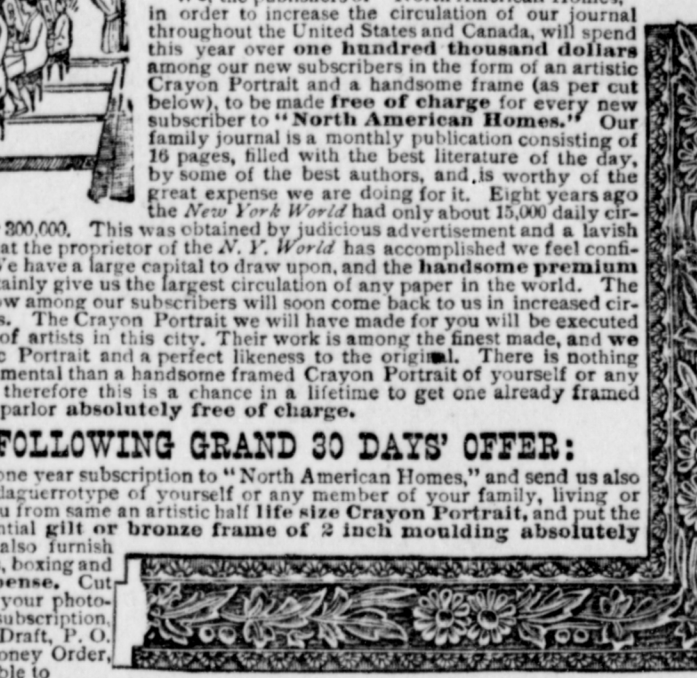 in order to increase the circulation of our journal
throughout the United States and Canada, will spend
this year over one hundred thousand dollars
among our new subscribers in the form of an artistic
Crayon Portrait and a handsome frame (as per cut
below), to be made free of charge for every new
subscriber to "North American Homes." Our
family journal is a monthly publication consisting of
16 pages, filled with the best literature of the day,
by some of the best authors, and is worthy of the
great expense we are doing for it. Eight years ago
the New York World had only about 15,000 daily cir-
300,000. This was obtained by judicious advertisement and a lavish
at the proprietor of the N. Y. World has accomplished we feel confi-
e have a large capital to draw upon, and the handsome premium
tainly give us the largest circulation of any paper in the world. The
ow among our subscribers will soon come back to us in increased cir-
s. The Crayon Portrait we will have made for you will be executed
of artists in this city. Their work is among the finest made, and we
c Portrait and a perfect likeness to the original. There is nothing
mental than a handsome framed Crayon Portrait of yourself or any
therefore this is a chance in a lifetime to get one already framed
parlor absolutely free of charge.
FOLLOWING GRAND 30 DAYS' OFFER:
one year subscription to "North American Homes," and send us also
daguerrotype of yourself or any member of your family, living or
u from same an artistic half life size Crayon Portrait, and put the
ntial gilt or bronze frame of 2 inch moulding absolutely
also furnish
, boxing and
pense. Cut
your photo-
subscription,
Draft, P. O.
oney Order,
ble to